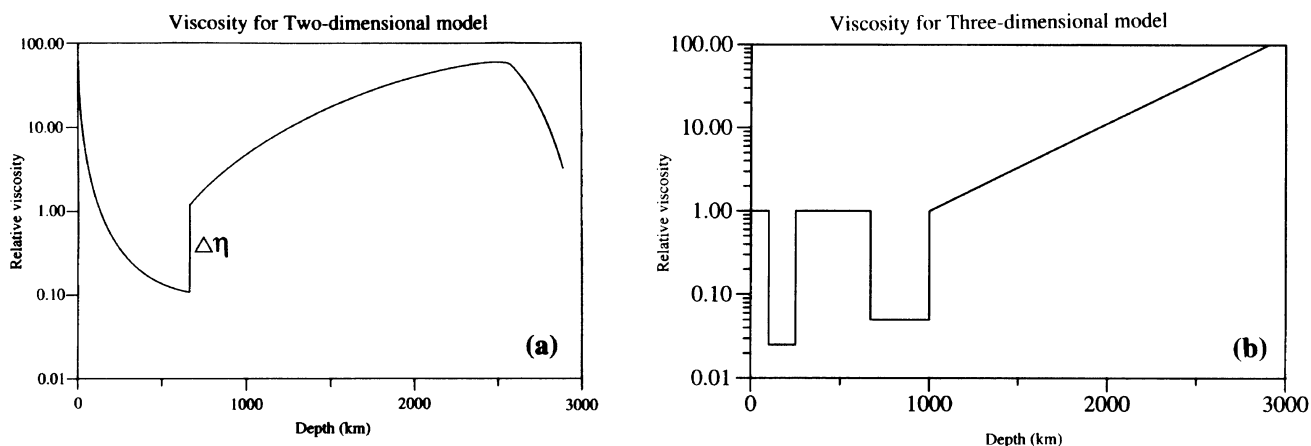 Viscosity for Two-dimensional model
100.00
10.00
1.00
0.10
0.01
Relative viscosity
Δη
(a)
0
1000
2000
3000
Depth (km)
Viscosity for Three-dimensional model
100.00
10.00
1.00
0.10
0.01
Relative viscosity
(b)
0
1000
2000
3000
Depth (km)